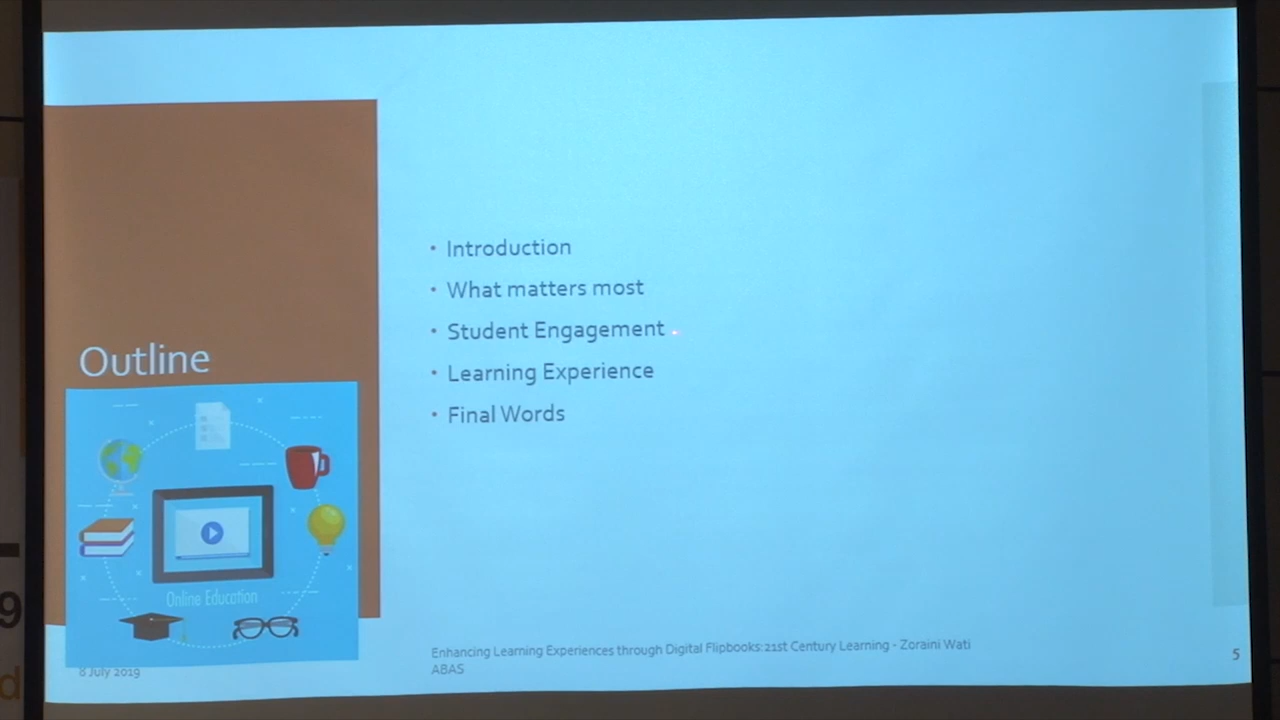 Outline
Introduction
What matters most
Student Engagement
Learning Experience
Final Words
Online Education
8 July 2019
Enhancing Learning Experiences through Digital Flipbooks: 21st Century Learning - Zoraini Wati
ABAS
5
9
d